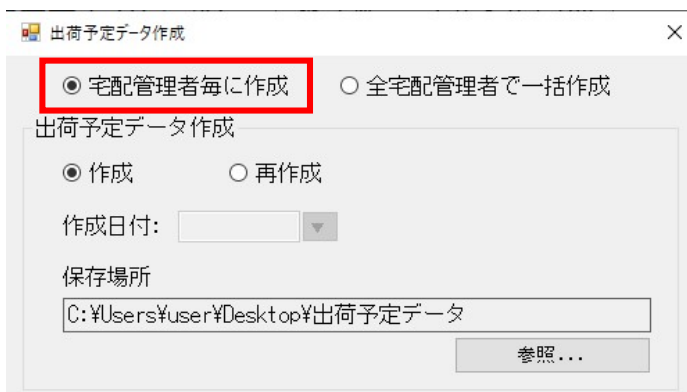 出荷予定データ作成
宅配管理者毎に作成 全宅配管理者で一括作成
出荷予定データ作成
作成 再作成
作成日付:
保存場所
C:¥Users¥user¥Desktop¥出荷予定データ
参照...